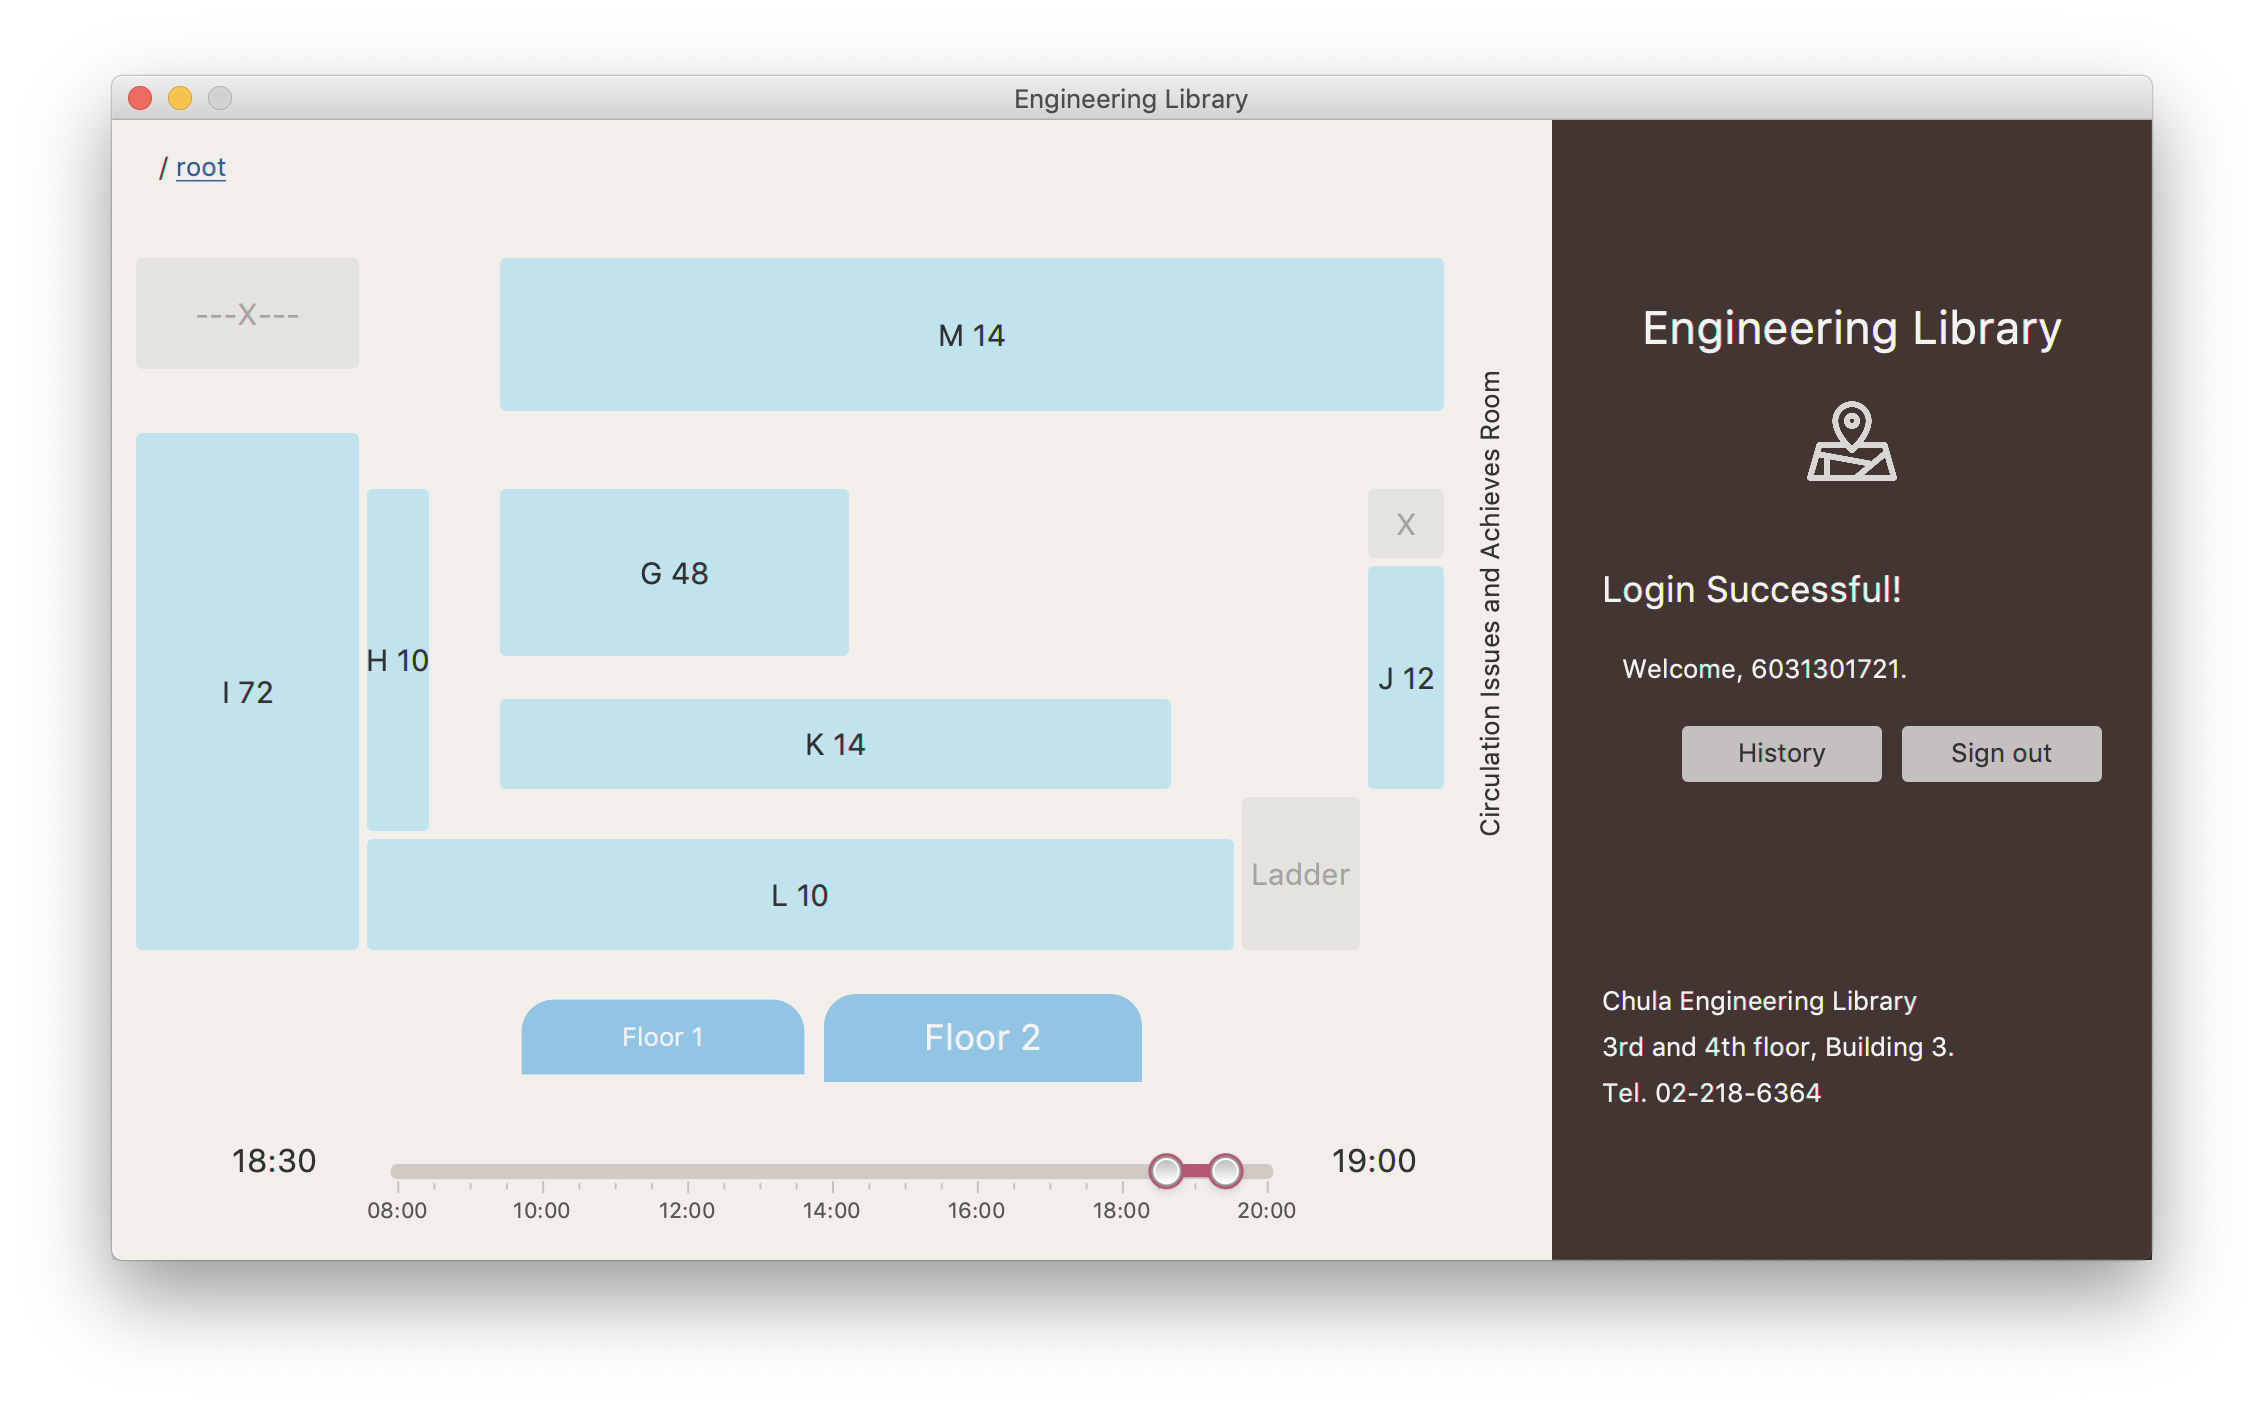 Engineering Library
/ root
---X---
M 14
I 72
H 10
G 48
K 14
X
J 12
L 10
Ladder
Circulation Issues and Achieves Room
Floor 1
Floor 2
18:30
19:00
08:00 10:00 12:00 14:00 16:00 18:00 20:00
Engineering Library
Login Successful!
Welcome, 6031301721.
History
Sign out
Chula Engineering Library
3rd and 4th floor, Building 3.
Tel. 02-218-6364